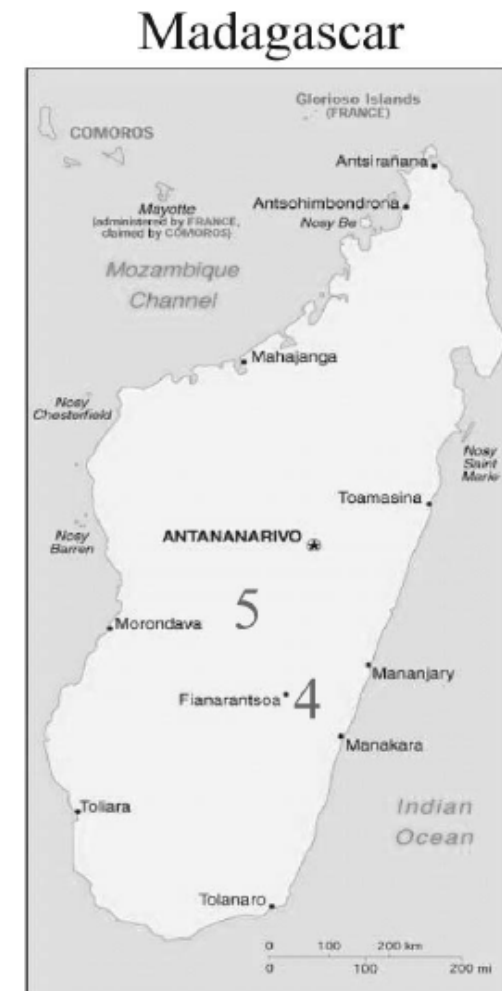 Madagascar
Glorioso Islands
(FRANCE)
COMOROS
Antsirañana
Mayotte
(administered by FRANCE,
claimed by COMOROS)
Antsohimbondrona
Nosy Be
Mozambique
Channel
Mahajanga
Nosy
Chesterfield
Nosy
Saint
Marie
Toamasina
Nosy
Barren
ANTANANARIVO
5
Morondava
Mananjary
Fianarantsoa
4
Manakara
Toliara
Indian
Ocean
Tolanaro
0 100 200 km
0 100 200 mi